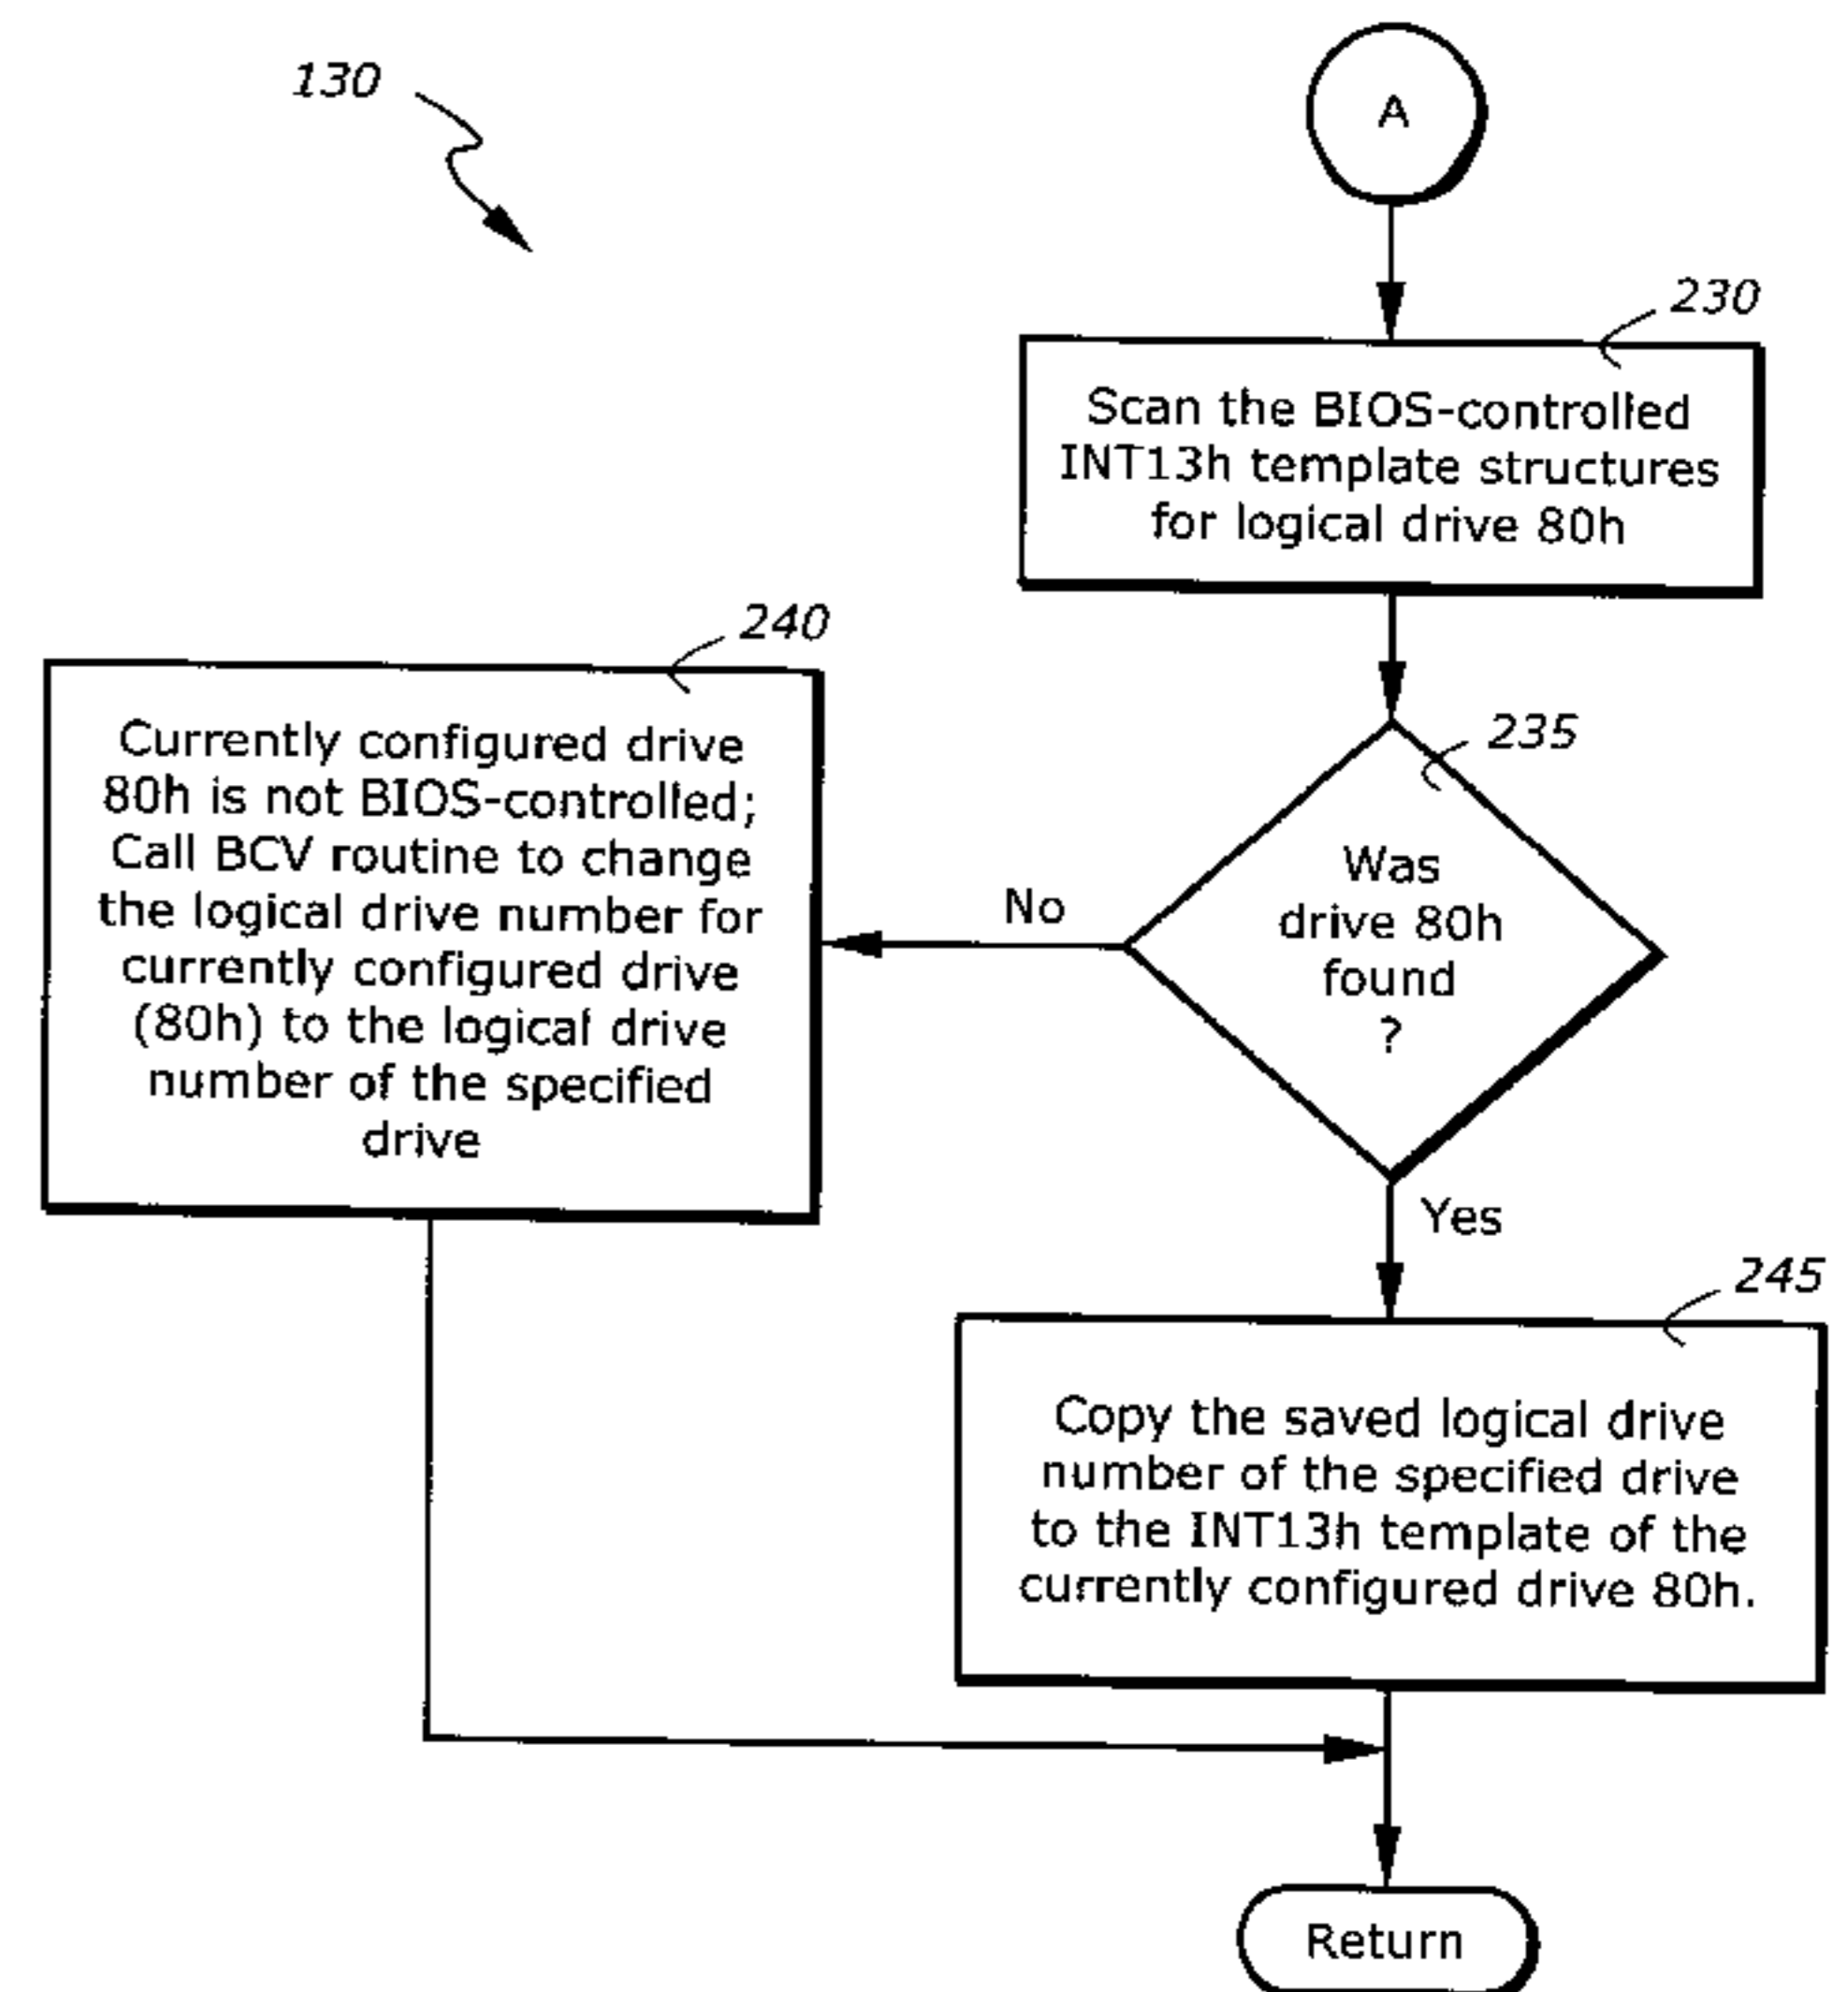 130
A
230
Scan the BIOS-controlled
INT13h template structures
for logical drive 80h
240
Currently configured drive
80h is not BIOS-controlled;
Call BCV routine to change
the logical drive number for
currently configured drive
(80h) to the logical drive
number of the specified
drive
235
Was
drive 80h
found
?
No
Yes
245
Copy the saved logical drive
number of the specified drive
to the INT13h template of the
currently configured drive 80h.
Return